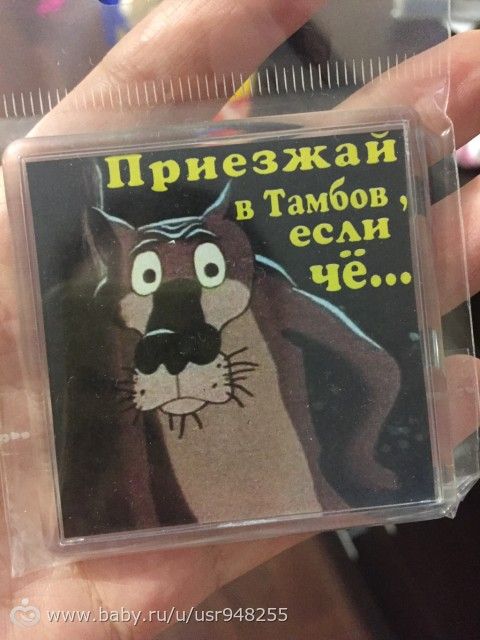 Приезжай
в Тамбов,
если
чё...
www.baby.ru/u/usr948255